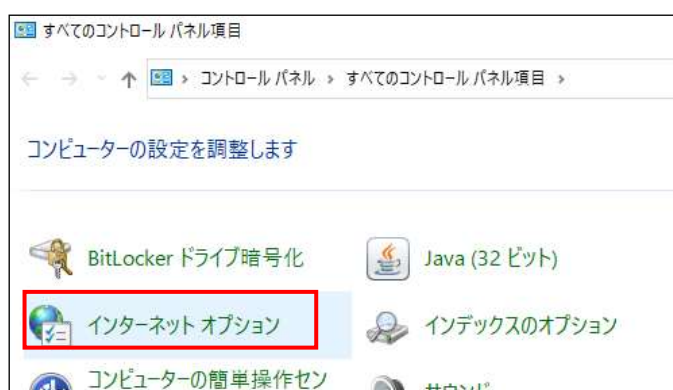 すべてのコントロール パネル項目
コントロール パネル › すべてのコントロール パネル項目 ›
コンピューターの設定を調整します
BitLocker ドライブ暗号化
Java (32 ビット)
インターネット オプション
インデックスのオプション
コンピューターの簡単操作セン
サウンド